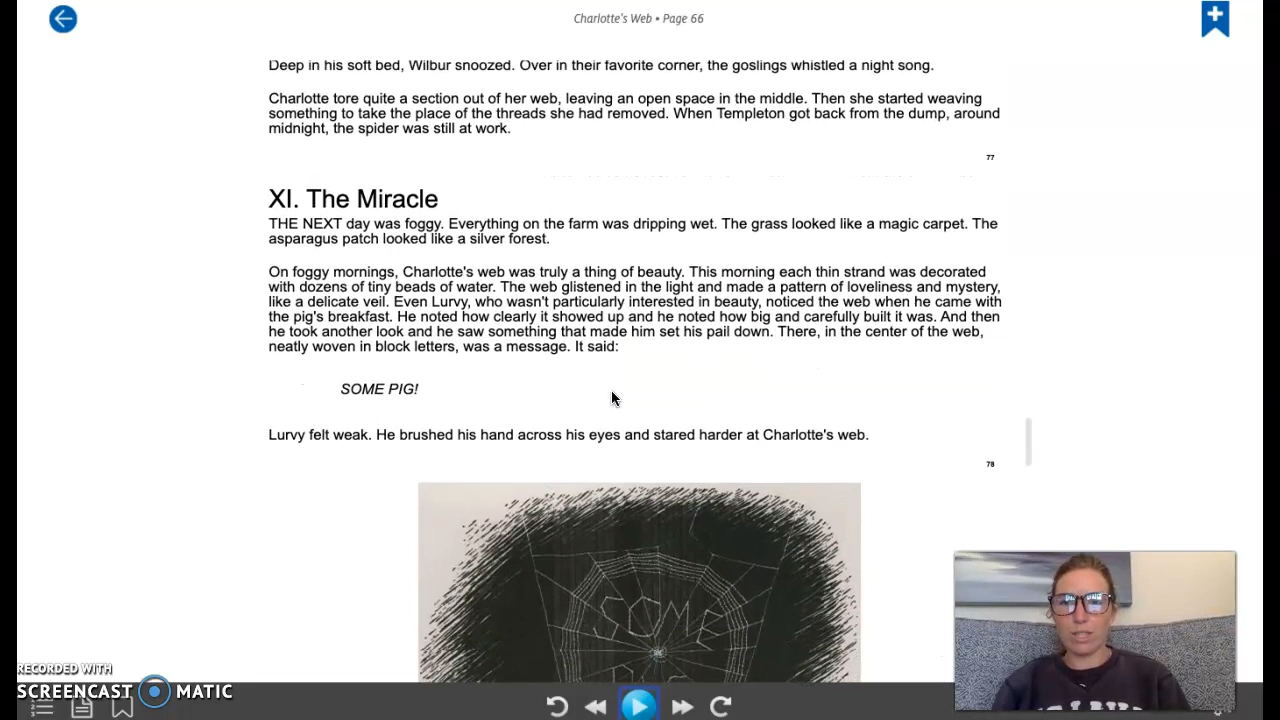 Charlotte's Web • Page 66
Deep in his soft bed, Wilbur snoozed. Over in their favorite corner, the goslings whistled a night song.
Charlotte tore quite a section out of her web, leaving an open space in the middle. Then she started weaving
something to take the place of the threads she had removed. When Templeton got back from the dump, around
midnight, the spider was still at work.
77
XI. The Miracle
THE NEXT day was foggy. Everything on the farm was dripping wet. The grass looked like a magic carpet. The
asparagus patch looked like a silver forest.
On foggy mornings, Charlotte's web was truly a thing of beauty. This morning each thin strand was decorated
with dozens of tiny beads of water. The web glistened in the light and made a pattern of loveliness and mystery,
like a delicate veil. Even Lurvy, who wasn't particularly interested in beauty, noticed the web when he came with
the pig's breakfast. He noted how clearly it showed up and he noted how big and carefully built it was. And then
he took another look and he saw something that made him set his pail down. There, in the center of the web,
neatly woven in block letters, was a message. It said:
SOME PIG!
Lurvy felt weak. He brushed his hand across his eyes and stared harder at Charlotte's web.
78
SOME
RECORDED WITH
SCREENCAST MATIC